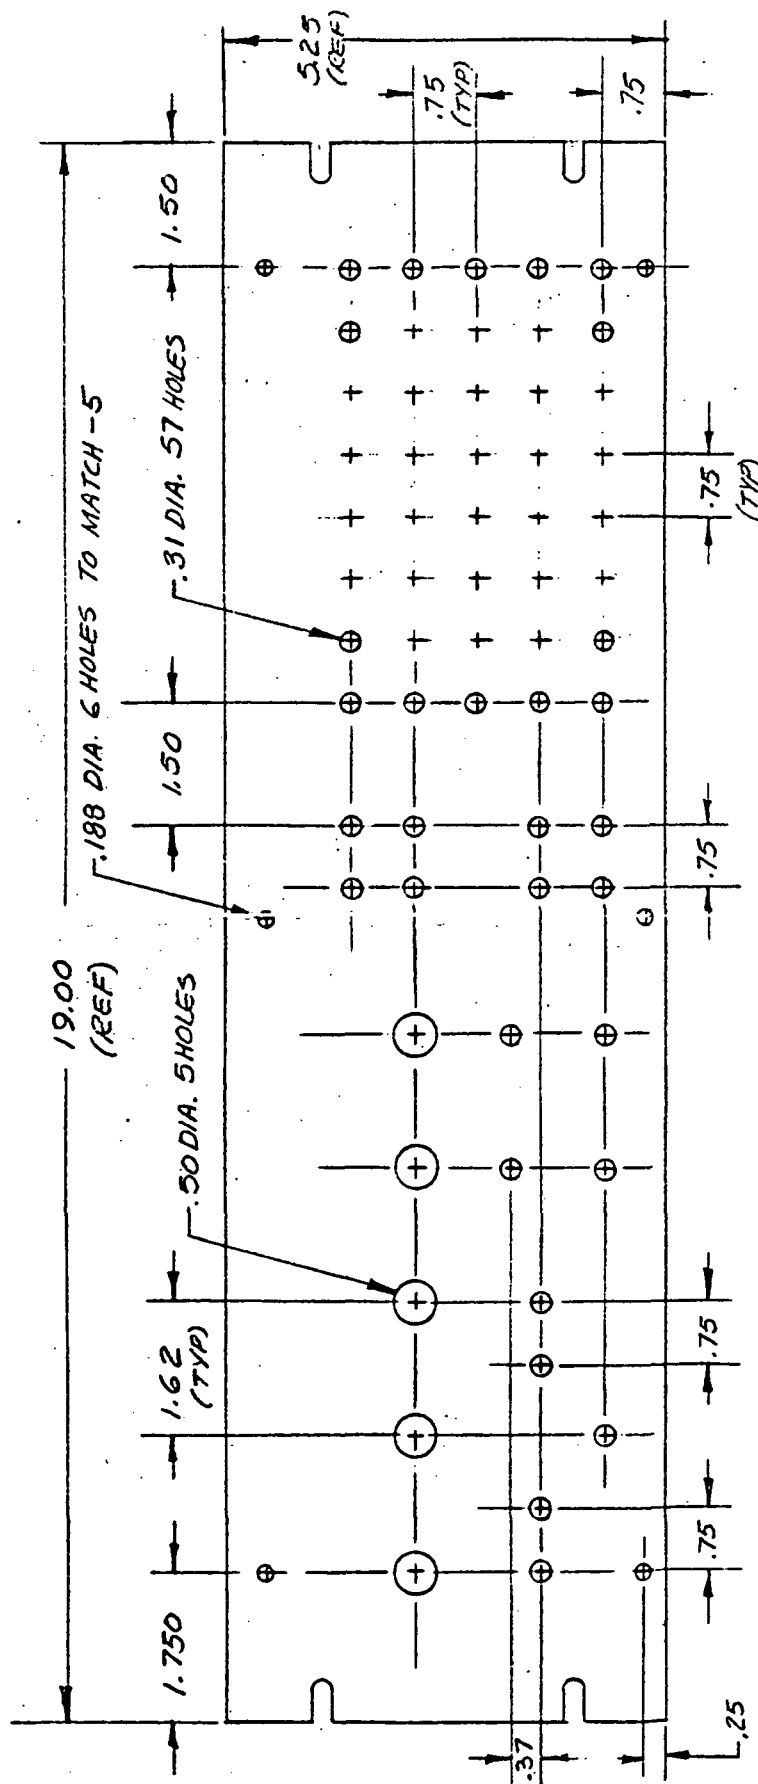 5.25
(REF)
.75
(TYP)
.75
1.50
.31 DIA. 57 HOLES
.188 DIA. 6 HOLES TO MATCH -5
.75
(TYP)
1.50
.75
19.00
(REF)
.50 DIA. 5 HOLES
1.62
(TYP)
.75
.75
1.750
.37
.25